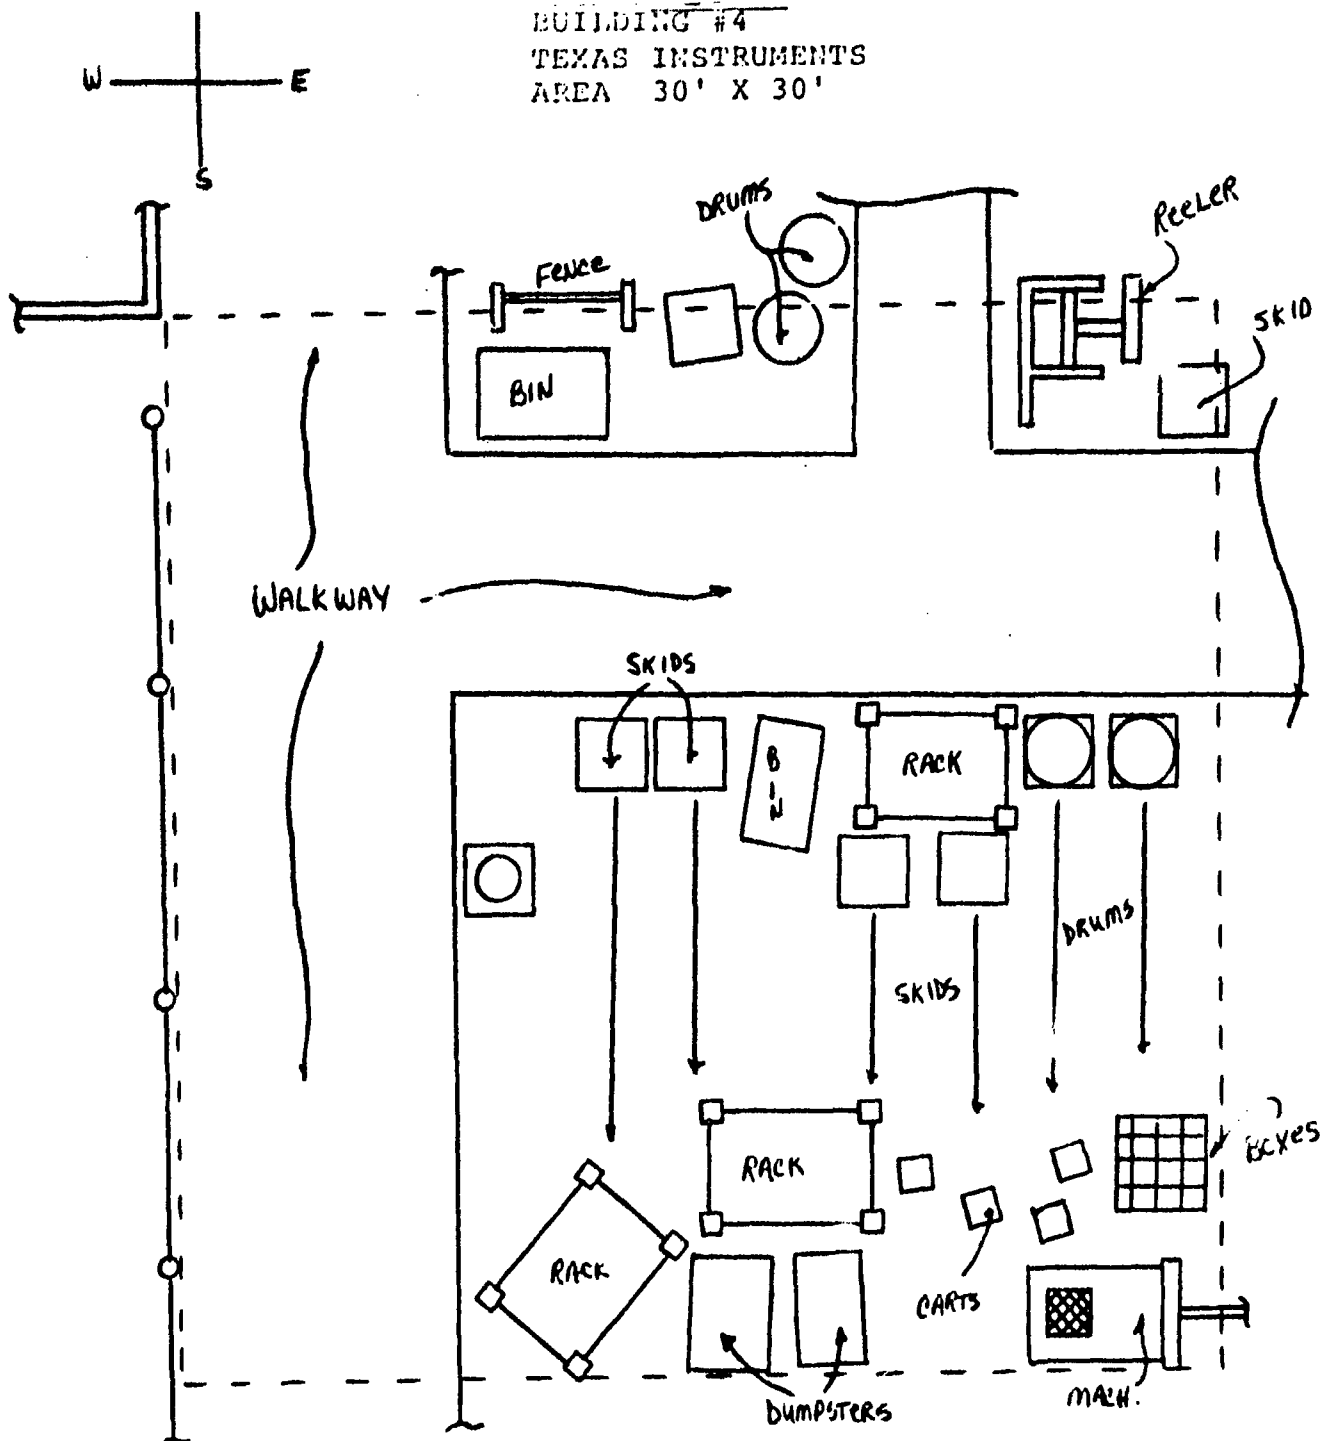 BUILDING #4
TEXAS INSTRUMENTS
AREA 30' X 30'
W E
S
DRUMS
REELER
FENCE
SKID
BIN
WALKWAY
SKIDS
BIN
RACK
DRUMS
SKIDS
BOXES
RACK
RACK
CARTS
MACH.
DUMPSTERS